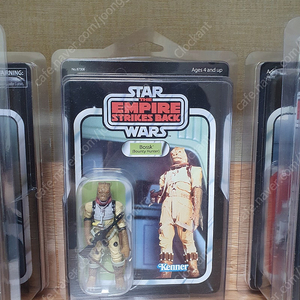 Ages 4 and up
STAR
THE
EMPIRE
STRIKES BACK
WARS
Bossk
(Bounty Hunter)
Kenner
WARNING: